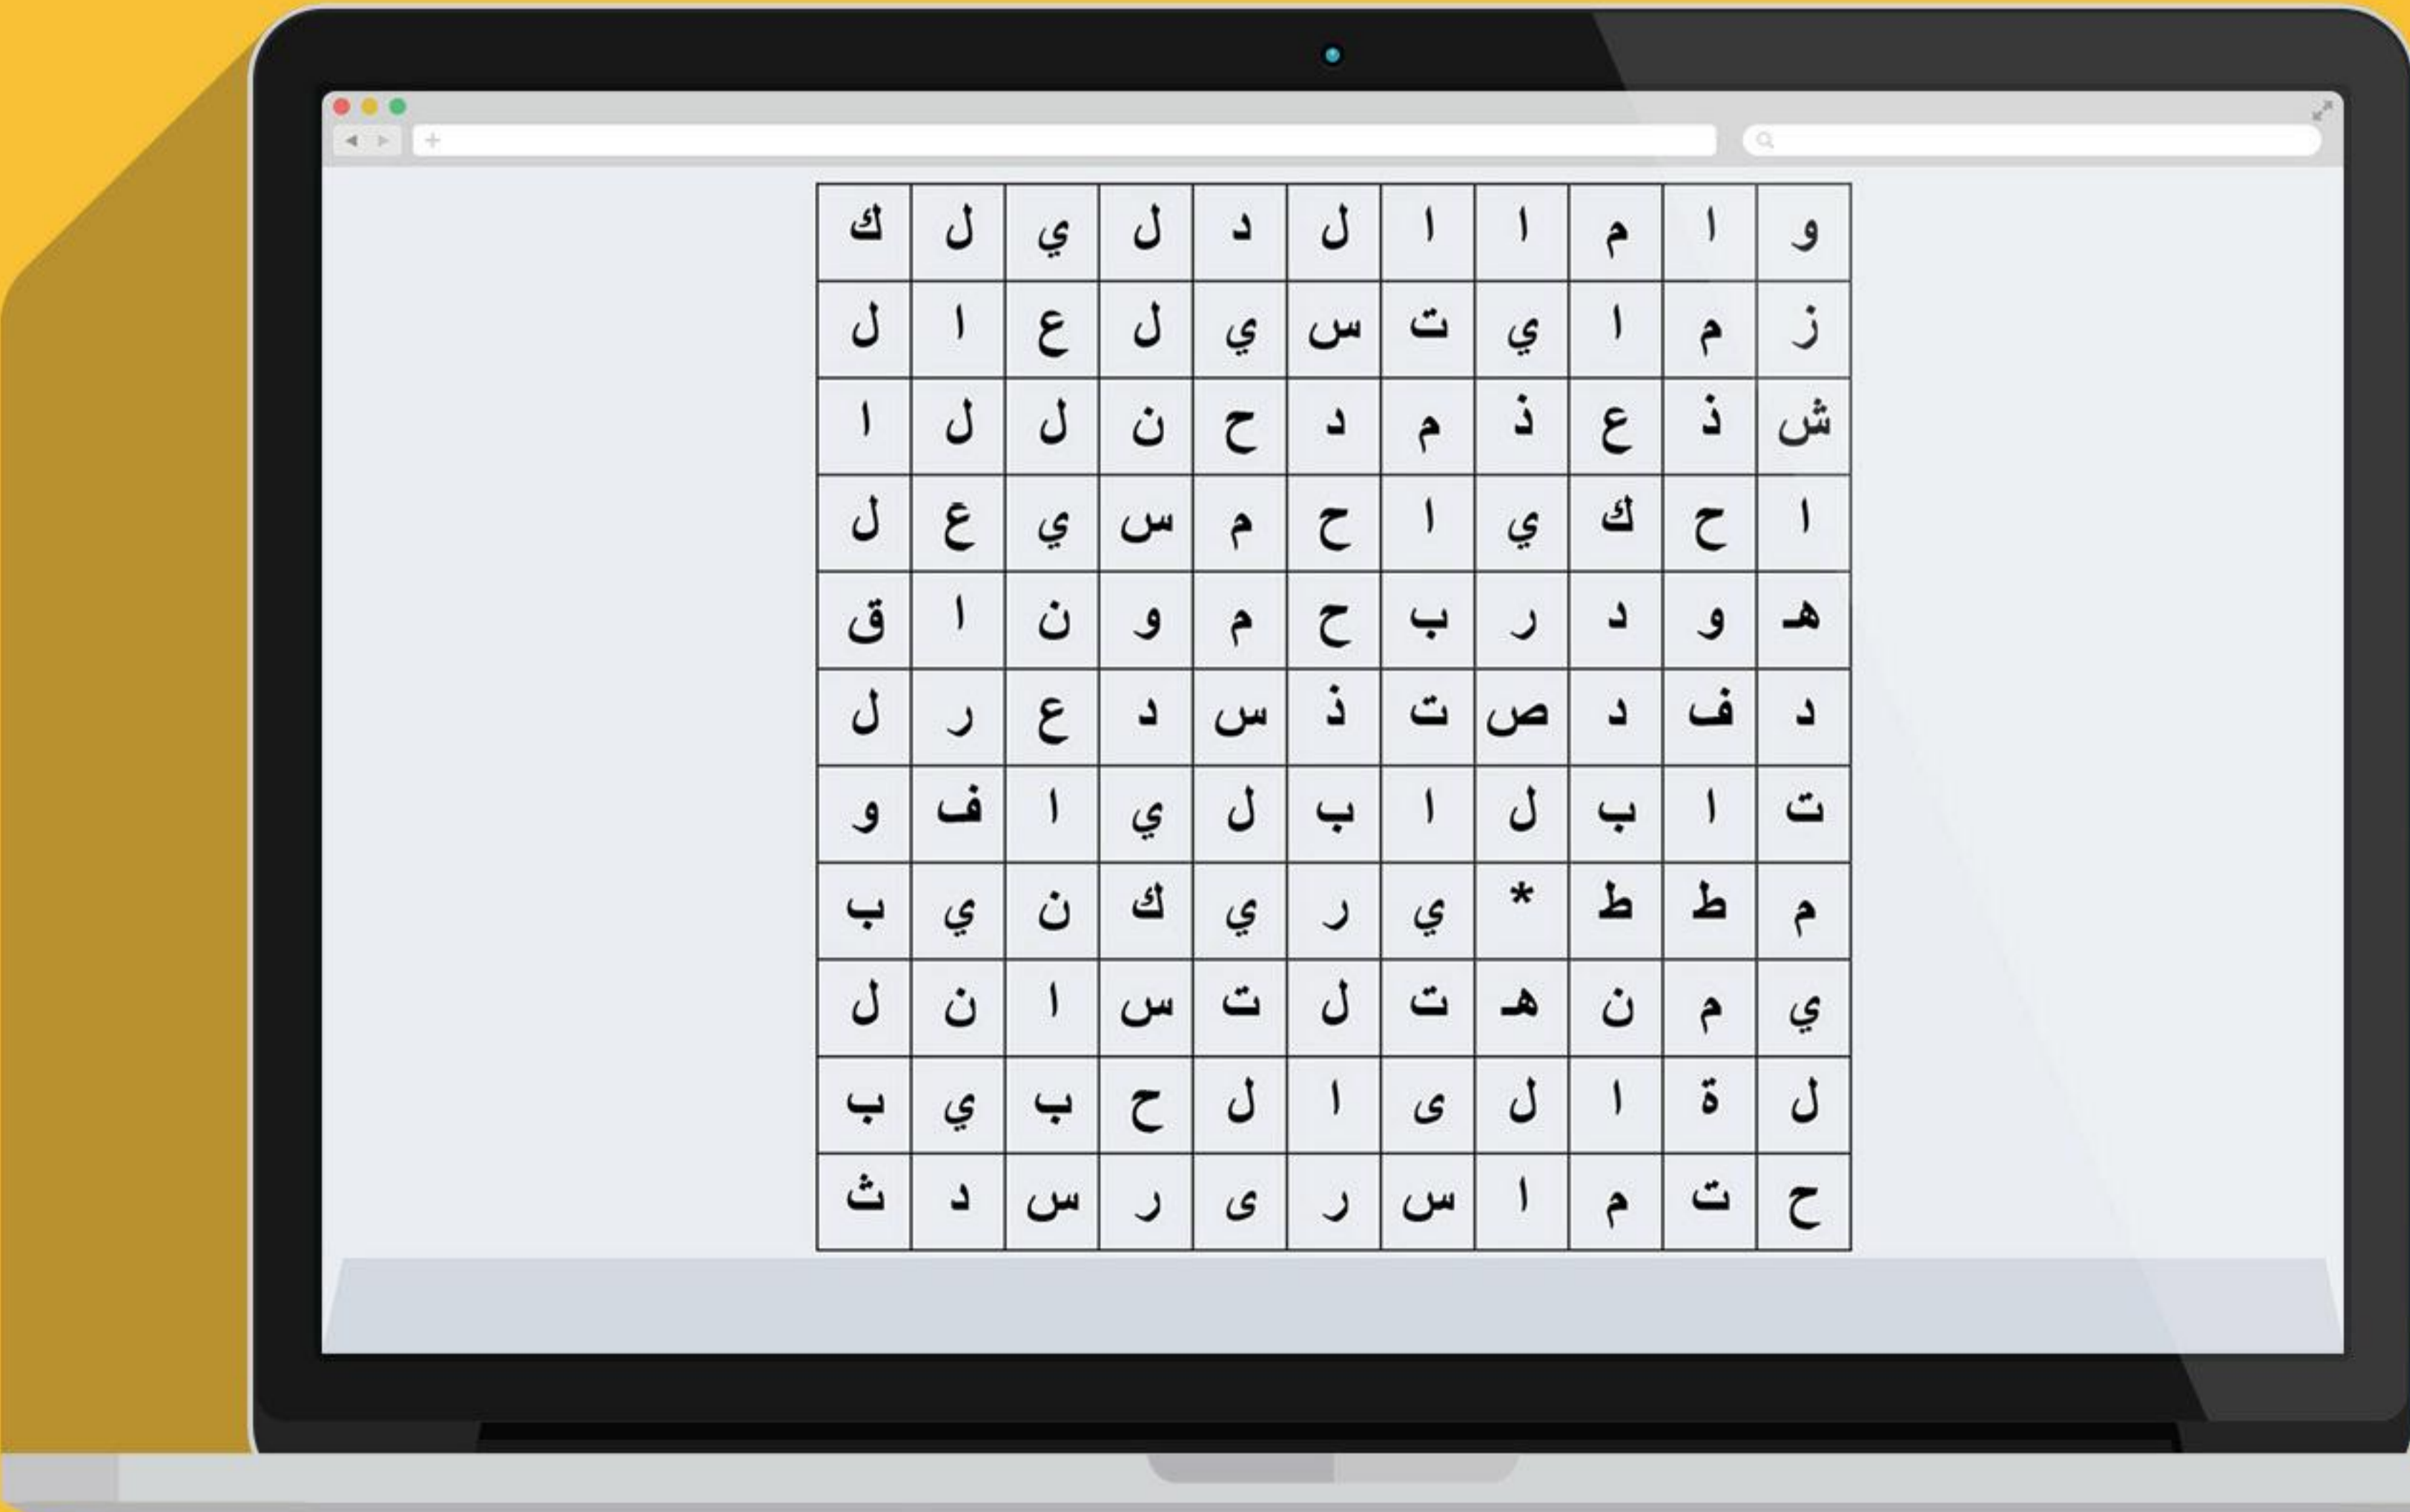 و ا م ا ا ل د ل ي ل ك
ز م ا ي ت س ي ل ع ا ل
ش ذ ع ذ م د ح ن ل ل ا
ا ح ك ي ا ح م س ي ع ل
هـ و د ر ب ح م و ن ا ق
د ف د ص ت ذ س د ع ر ل
ت ا ب ل ا ب ل ي ا ف و
م ط ط * ي ر ي ك ن ي ب
ي م ن هـ ت ل ت س ا ن ل
ل ة ا ل ى ا ل ح ب ي ب
ح ت م ا س ر ى ر س د ث